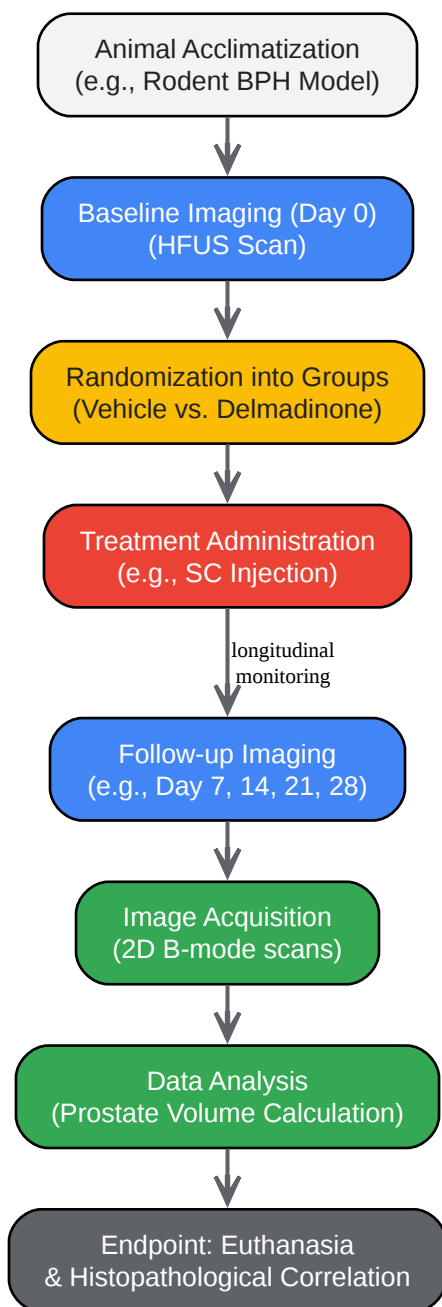 Animal Acclimatization
(e.g., Rodent BPH Model)
Baseline Imaging (Day 0)
(HFUS Scan)
Randomization into Groups
(Vehicle vs. Delmadinone)
Treatment Administration
(e.g., SC Injection)
longitudinal
monitoring
Follow-up Imaging
(e.g., Day 7, 14, 21, 28)
Image Acquisition
(2D B-mode scans)
Data Analysis
(Prostate Volume Calculation)
Endpoint: Euthanasia
& Histopathological Correlation